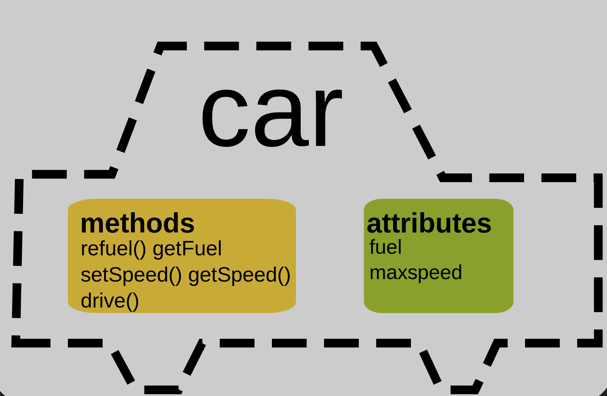 car
methods
refuel() getFuel
setSpeed() getSpeed()
drive()
attributes
fuel
maxspeed